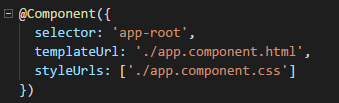 @Component({
  selector: 'app-root',
  templateUrl: './app.component.html',
  styleUrls: ['./app.component.css']
})